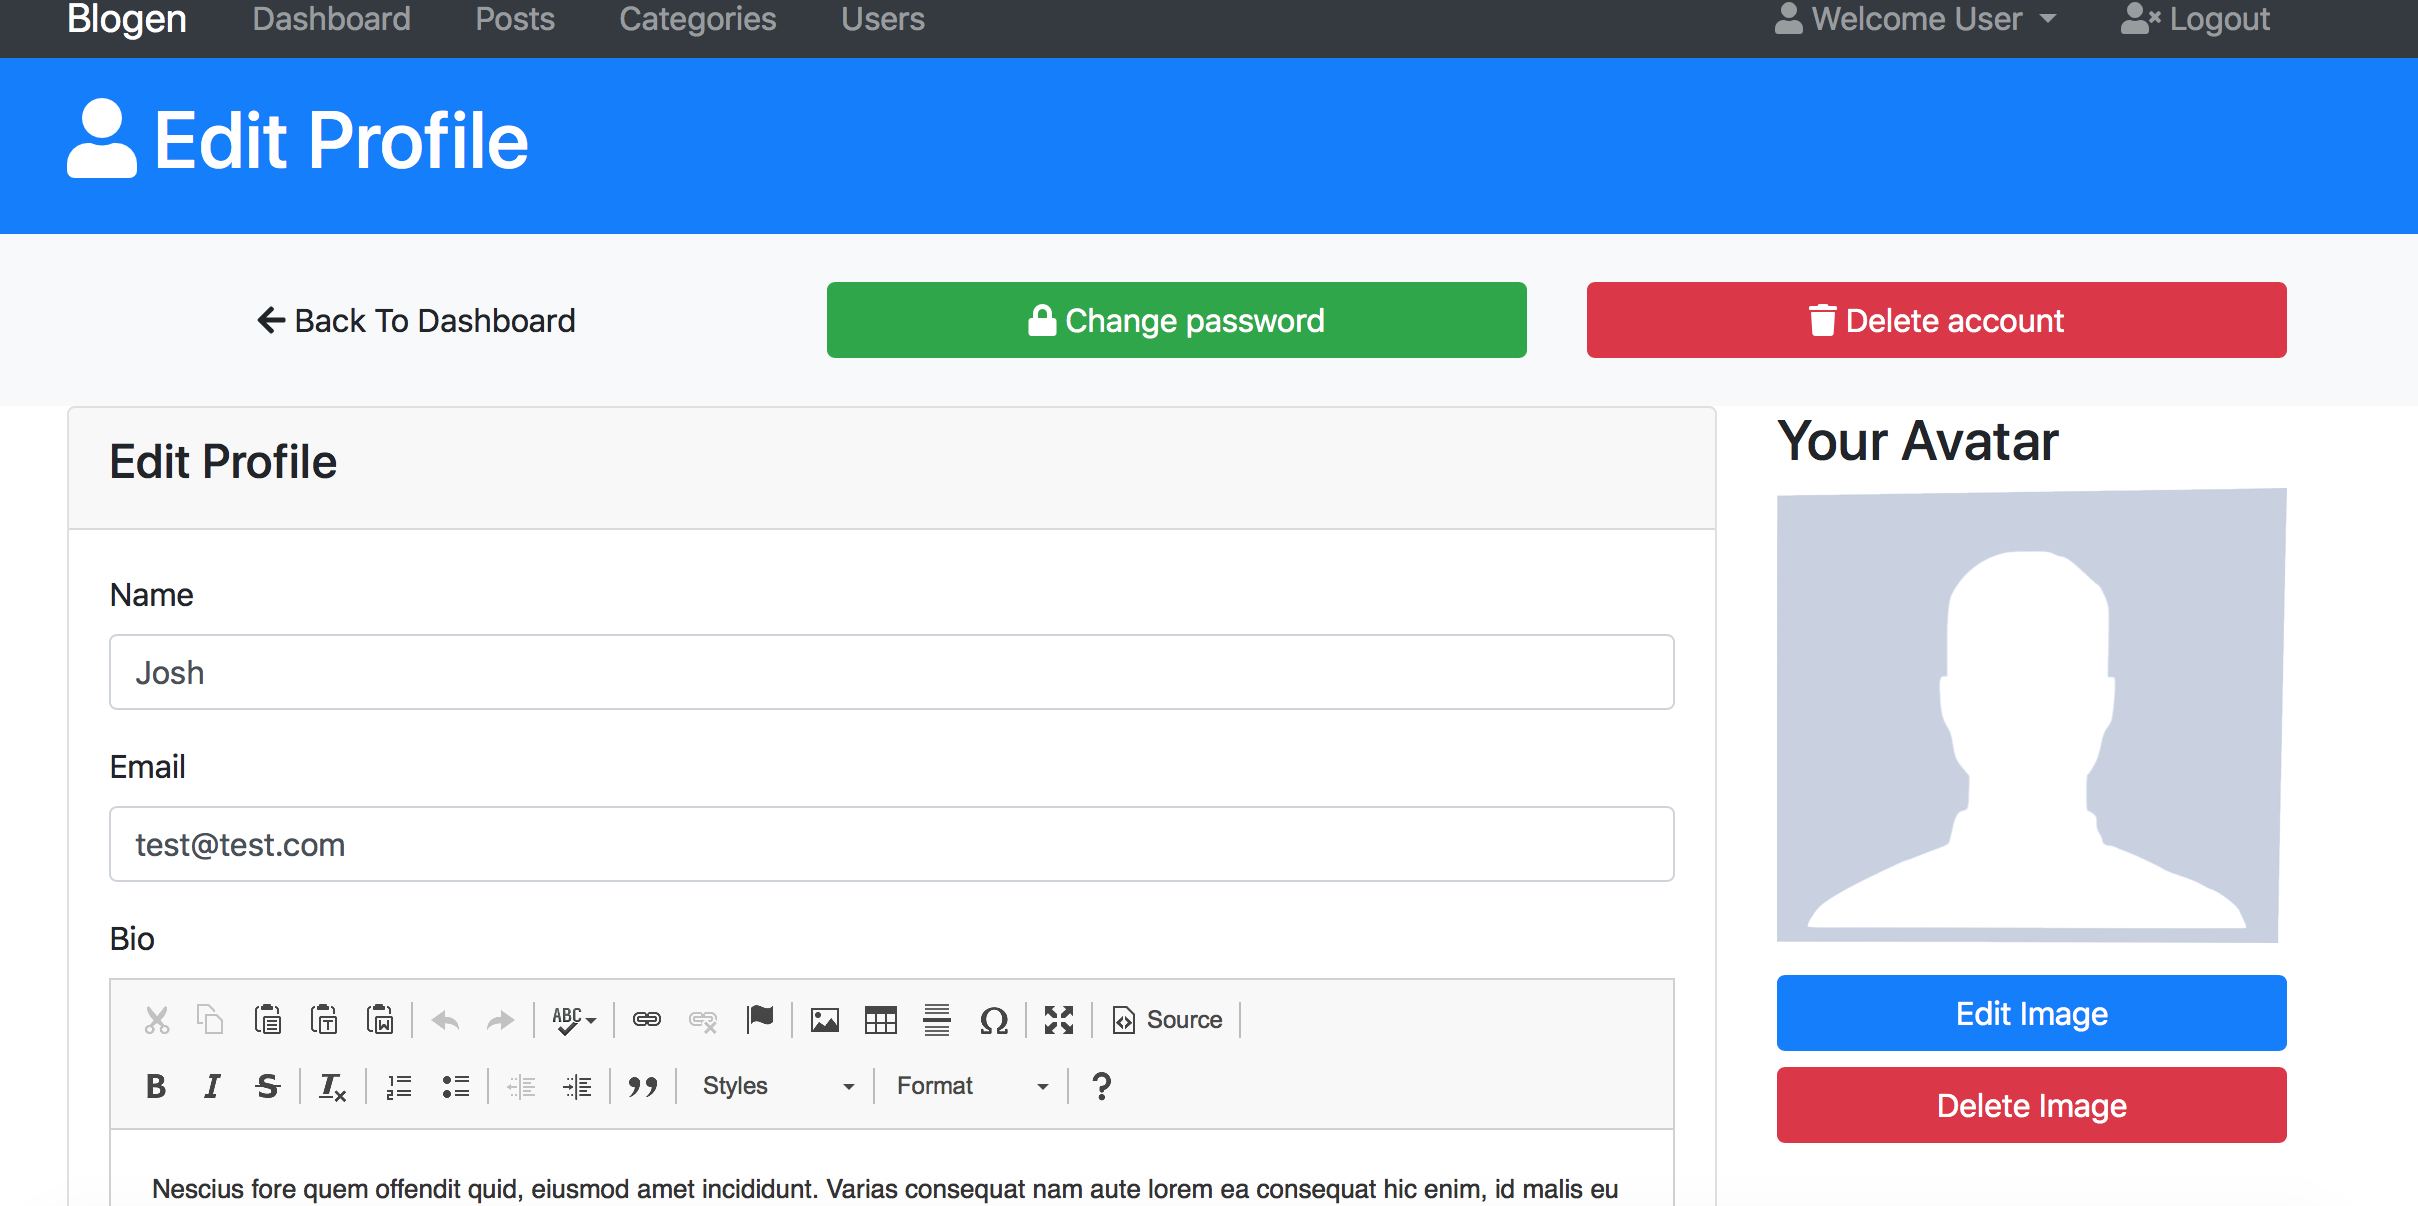 Blogen Dashboard Posts Categories Users Welcome User Logout
Edit Profile
Back To Dashboard Change password Delete account
Edit Profile
Your Avatar
Name
Josh
Email
test@test.com
Bio
ABC Source
B I S Styles Format ?
Edit Image
Delete Image
Nescius fore quem offendit quid, eiusmod amet incididunt. Varias consequat nam aute lorem ea consequat hic enim, id malis eu